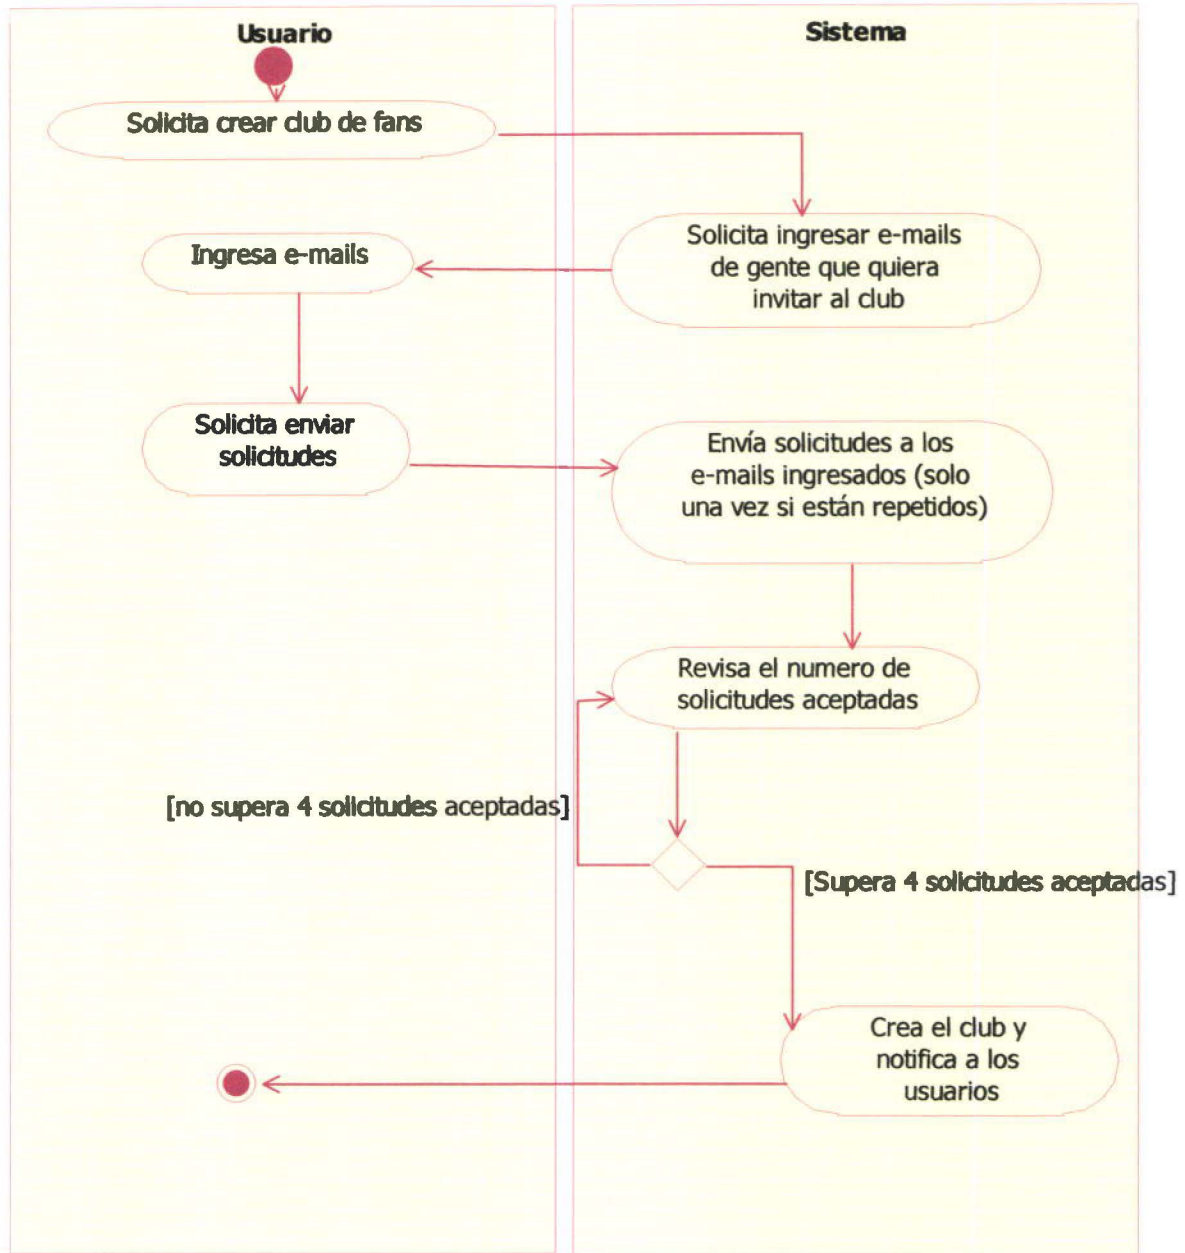 Usuario
Sistema
Solicita crear club de fans
Solicita ingresar e-mails
de gente que quiera
invitar al club
Ingresa e-mails
Solicita enviar
solicitudes
Envía solicitudes a los
e-mails ingresados (solo
una vez si están repetidos)
Revisa el numero de
solicitudes aceptadas
[no supera 4 solicitudes aceptadas]
[Supera 4 solicitudes aceptadas]
Crea el club y
notifica a los
usuarios